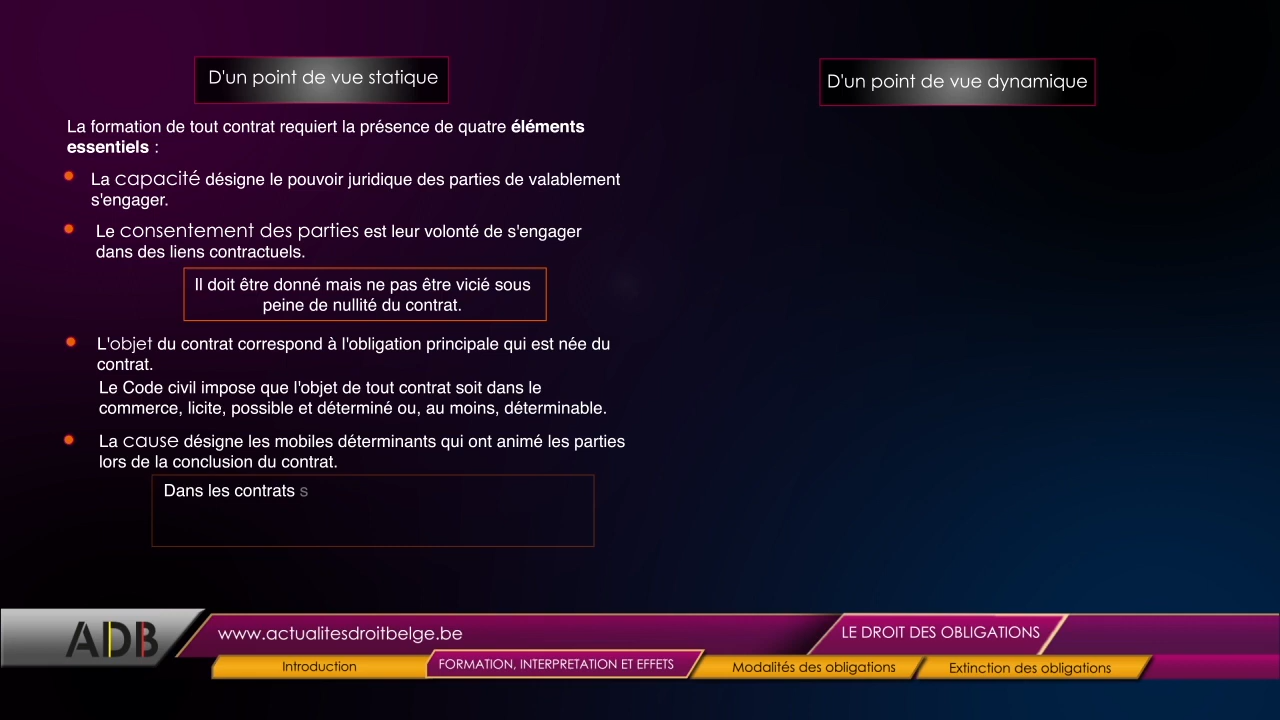 D'un point de vue statique
D'un point de vue dynamique
La formation de tout contrat requiert la présence de quatre éléments
essentiels :
La capacité désigne le pouvoir juridique des parties de valablement
s'engager.
Le consentement des parties est leur volonté de s'engager
dans des liens contractuels.
Il doit être donné mais ne pas être vicié sous
peine de nullité du contrat.
L'objet du contrat correspond à l'obligation principale qui est née du
contrat.
Le Code civil impose que l'objet de tout contrat soit dans le
commerce, licite, possible et déterminé ou, au moins, déterminable.
La cause désigne les mobiles déterminants qui ont animé les parties
lors de la conclusion du contrat.
Dans les contrats s
ADB
www.actualitesdroitbelge.be
LE DROIT DES OBLIGATIONS
Introduction
FORMATION, INTERPRETATION ET EFFETS
Modalités des obligations
Extinction des obligations